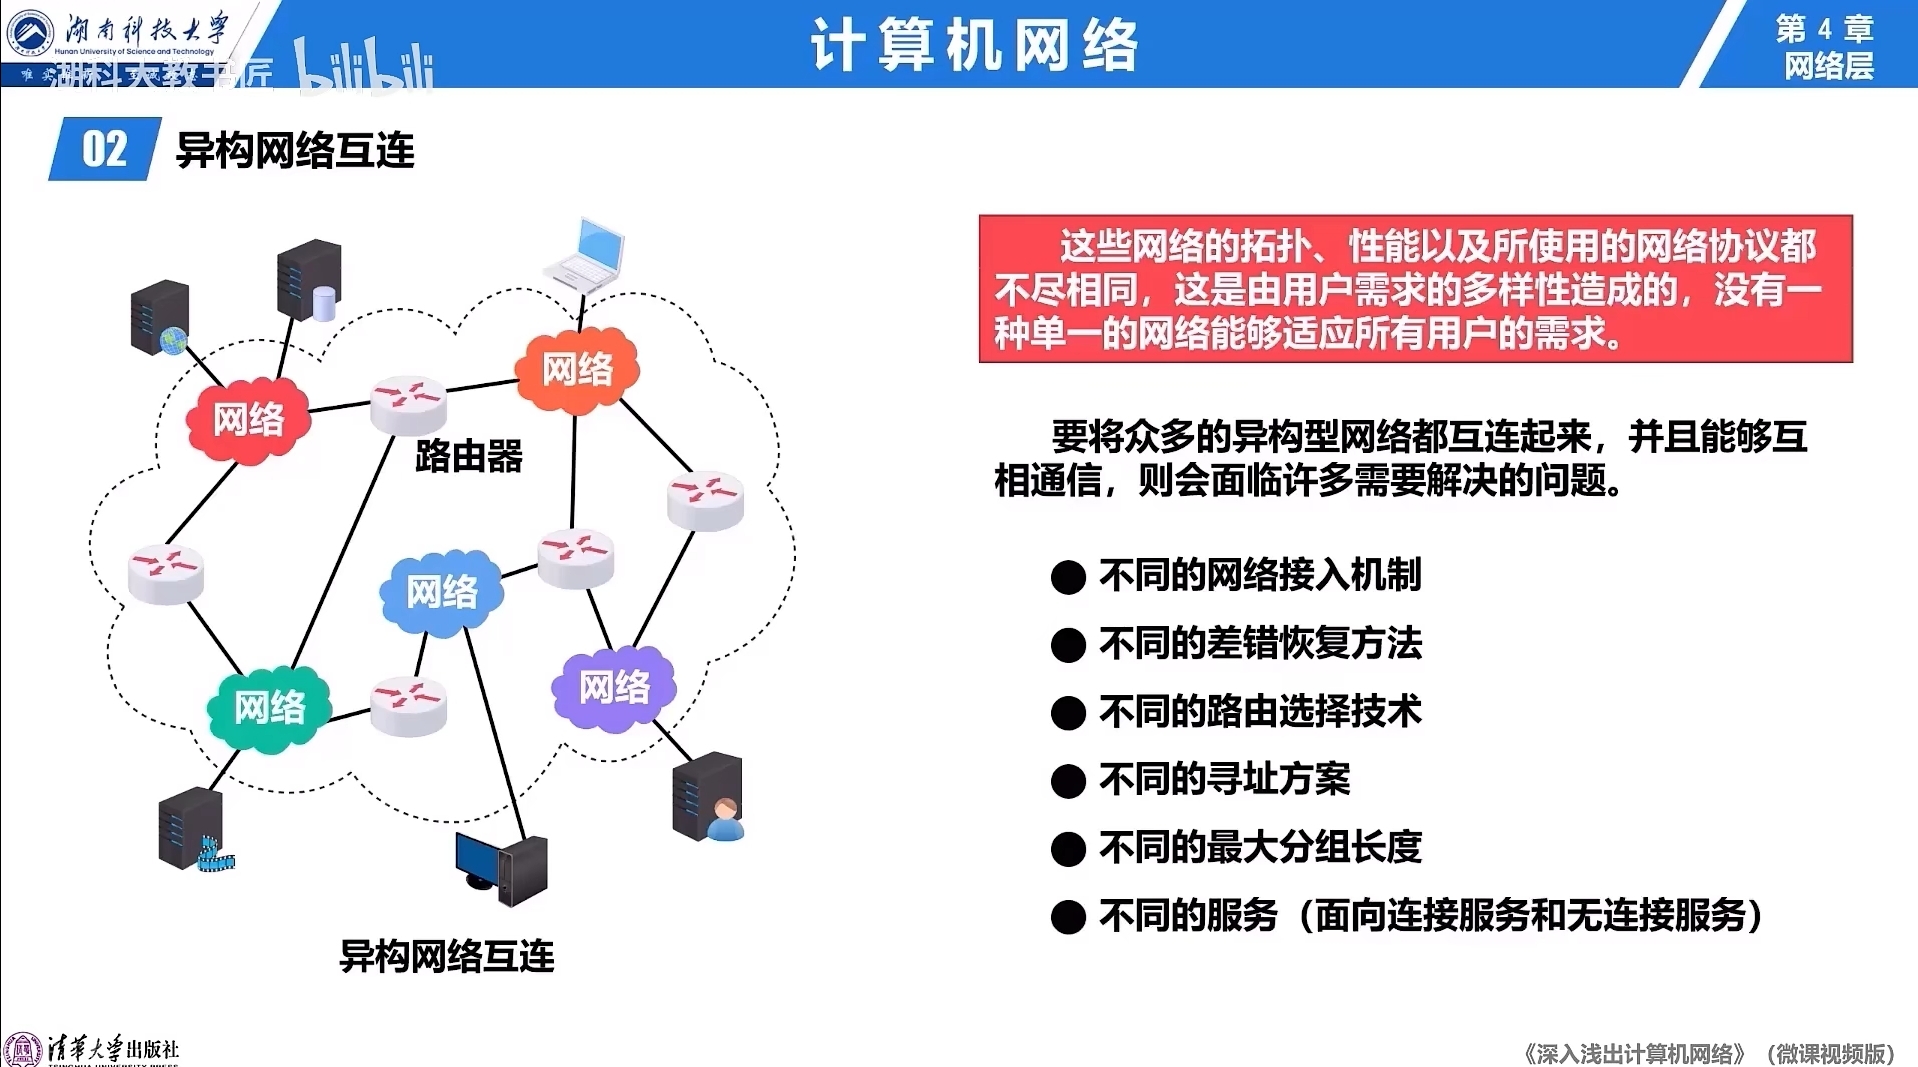 湖南科技大学
Hunan University of Science and Technology
湖科大教书匠 bilibili
计算机网络
第 4 章
网络层
02 异构网络互连
网络
网络
路由器
网络
网络
网络
异构网络互连
这些网络的拓扑、性能以及所使用的网络协议都
不尽相同，这是由用户需求的多样性造成的，没有一
种单一的网络能够适应所有用户的需求。
要将众多的异构型网络都互连起来，并且能够互
相通信，则会面临许多需要解决的问题。
● 不同的网络接入机制
● 不同的差错恢复方法
● 不同的路由选择技术
● 不同的寻址方案
● 不同的最大分组长度
● 不同的服务（面向连接服务和无连接服务）
清华大学出版社
TSINGHUA UNIVERSITY PRESS
《深入浅出计算机网络》（微课视频版）